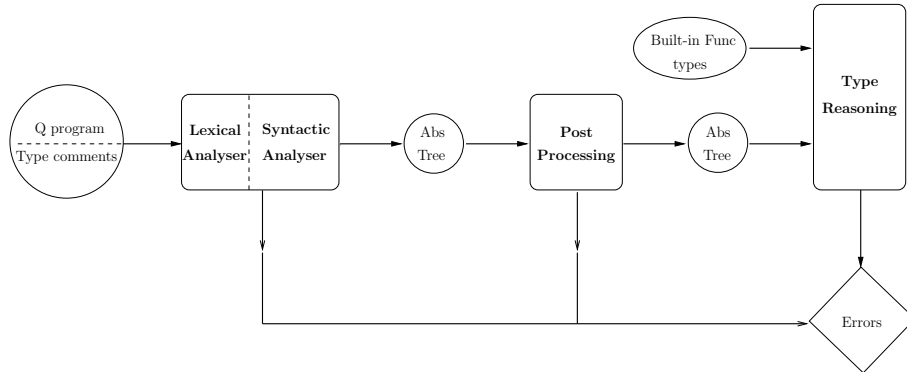 Q program
Type comments
Lexical
Analyser
Syntactic
Analyser
Abs
Tree
Post
Processing
Abs
Tree
Built-in Func
types
Type
Reasoning
Errors